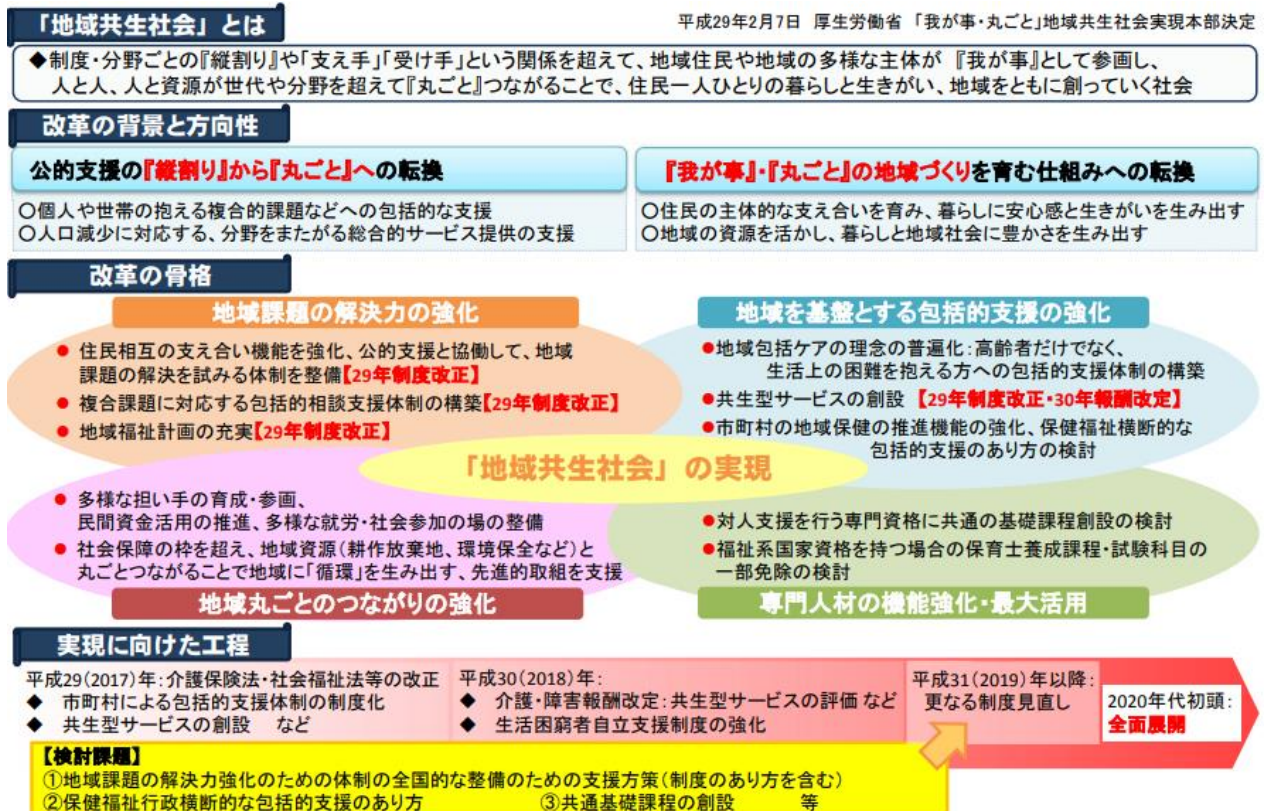 「地域共生社会」とは
平成29年2月7日 厚生労働省 「我が事・丸ごと」地域共生社会実現本部決定
◆制度・分野ごとの『縦割り』や「支え手」「受け手」という関係を超えて、地域住民や地域の多様な主体が 『我が事』として参画し、
人と人、人と資源が世代や分野を超えて『丸ごと』つながることで、住民一人ひとりの暮らしと生きがい、地域をともに創っていく社会
改革の背景と方向性
公的支援の『縦割り』から『丸ごと』への転換
○個人や世帯の抱える複合的課題などへの包括的な支援
○人口減少に対応する、分野をまたがる総合的サービス提供の支援
『我が事』・『丸ごと』の地域づくりを育む仕組みへの転換
○住民の主体的な支え合いを育み、暮らしに安心感と生きがいを生み出す
○地域の資源を活かし、暮らしと地域社会に豊かさを生み出す
改革の骨格
地域課題の解決力の強化
● 住民相互の支え合い機能を強化、公的支援と協働して、地域
課題の解決を試みる体制を整備【29年制度改正】
● 複合課題に対応する包括的相談支援体制の構築【29年制度改正】
● 地域福祉計画の充実【29年制度改正】
地域を基盤とする包括的支援の強化
●地域包括ケアの理念の普遍化:高齢者だけでなく、
生活上の困難を抱える方への包括的支援体制の構築
●共生型サービスの創設 【29年制度改正・30年報酬改定】
●市町村の地域保健の推進機能の強化、保健福祉横断的な
包括的支援のあり方の検討
「地域共生社会」の実現
● 多様な担い手の育成・参画、
民間資金活用の推進、多様な就労・社会参加の場の整備
● 社会保障の枠を超え、地域資源(耕作放棄地、環境保全など)と
丸ごとつながることで地域に「循環」を生み出す、先進的取組を支援
地域丸ごとのつながりの強化
●対人支援を行う専門資格に共通の基礎課程創設の検討
●福祉系国家資格を持つ場合の保育士養成課程・試験科目の
一部免除の検討
専門人材の機能強化・最大活用
実現に向けた工程
平成29(2017)年:介護保険法・社会福祉法等の改正
◆ 市町村による包括的支援体制の制度化
◆ 共生型サービスの創設 など
平成30(2018)年:
◆ 介護・障害報酬改定:共生型サービスの評価 など
◆ 生活困窮者自立支援制度の強化
平成31(2019)年以降:
更なる制度見直し
2020年代初頭:
全面展開
【検討課題】
①地域課題の解決力強化のための体制の全国的な整備のための支援方策(制度のあり方を含む)
②保健福祉行政横断的な包括的支援のあり方 ③共通基礎課程の創設 等